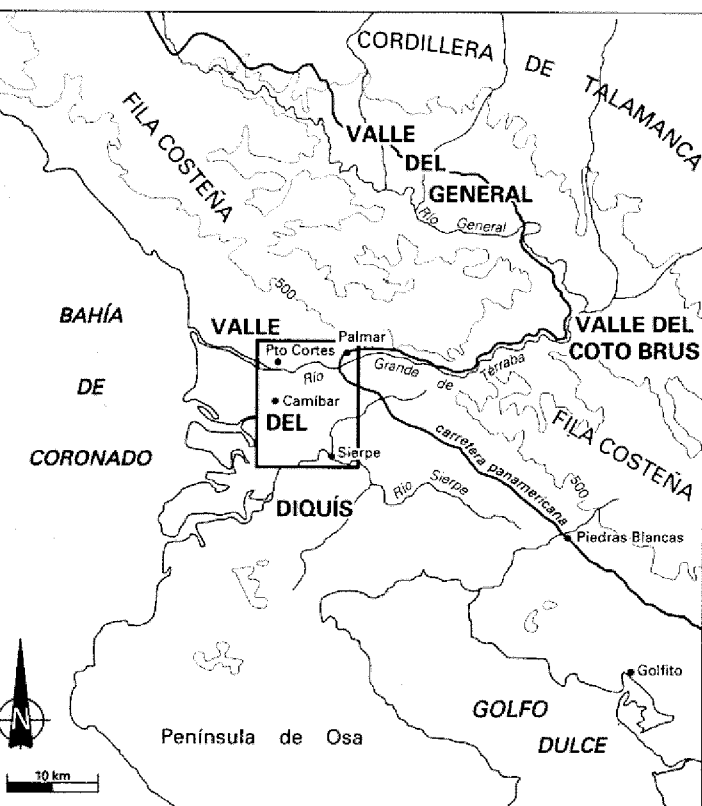 CORDILLERA DE TALAMANCA
FILA COSTEÑA
VALLE
DEL
GENERAL
Río General
500
BAHÍA
DE
CORONADO
VALLE
DEL
DIQUÍS
Palmar
Pto Cortes
Río Grande de Térraba
VALLE DEL
COTO BRUS
Camíbar
Sierpe
FILA COSTEÑA
500
carretera panamericana
Río Sierpe
Piedras Blancas
Golfito
GOLFO
DULCE
Península de Osa
N
10 km